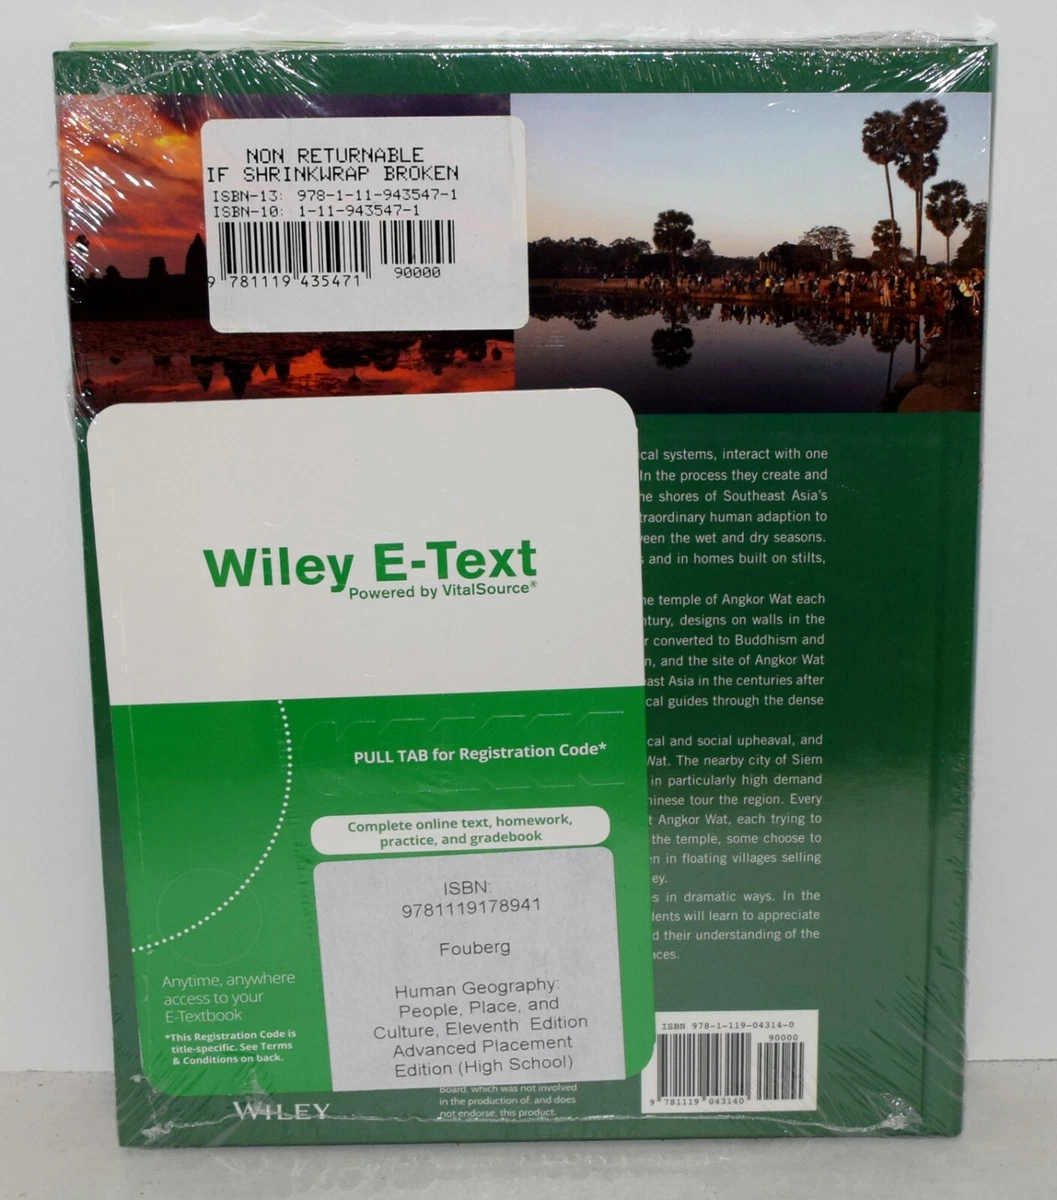 NON RETURNABLE
IF SHRINKWRAP BROKEN
ISBN-13: 978-1-11-943547-1
ISBN-10: 1-11-943547-1
9 781119 435471
90000
Wiley E-Text
Powered by VitalSource®
PULL TAB for Registration Code*
Complete online text, homework,
practice, and gradebook
ISBN:
9781119178941
Fouberg
Human Geography:
People, Place, and
Culture, Eleventh Edition
Advanced Placement
Edition (High School)
Anytime, anywhere
access to your
E-Textbook
*This Registration Code is
title-specific. See Terms
& Conditions on back.
cal systems, interact with one
In the process they create and
shores of Southeast Asia's
human adaption to
the wet and dry seasons.
and in homes built on stilts,
temple of Angkor Wat each
designs on walls in the
converted to Buddhism and
and the site of Angkor Wat
Asia in the centuries after
cal guides through the dense
cal and social upheaval, and
Wat. The nearby city of Siem
in particularly high demand
tour the region. Every
Angkor Wat, each trying to
the temple, some choose to
in floating villages selling
ey.
in dramatic ways. In the
will learn to appreciate
their understanding of the
WILEY
Board, which was not involved
in the production of, and does
not endorse, this product.
ISBN 978-1-119-04314-0
90000
9 781119 043140